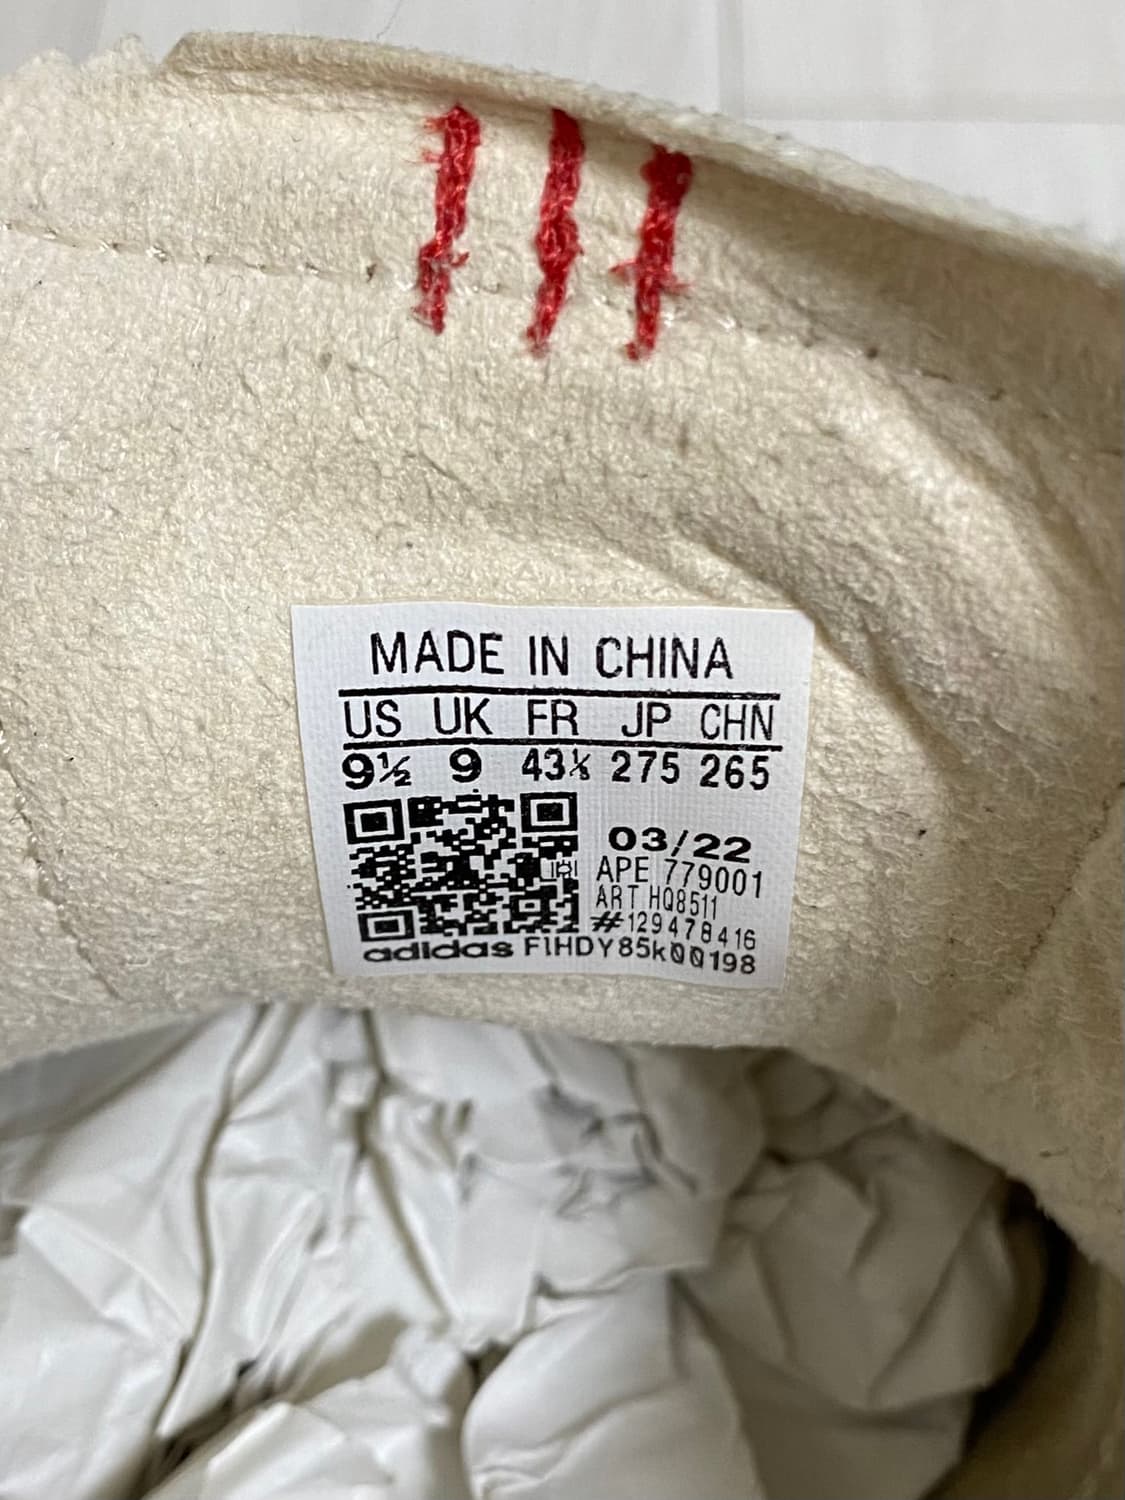 MADE IN CHINA
US UK FR JP CHN
9½ 9 43⅓ 275 265
03/22
APE 779001
ART HQ8511
#129478416
adidas F1HDY85k00198